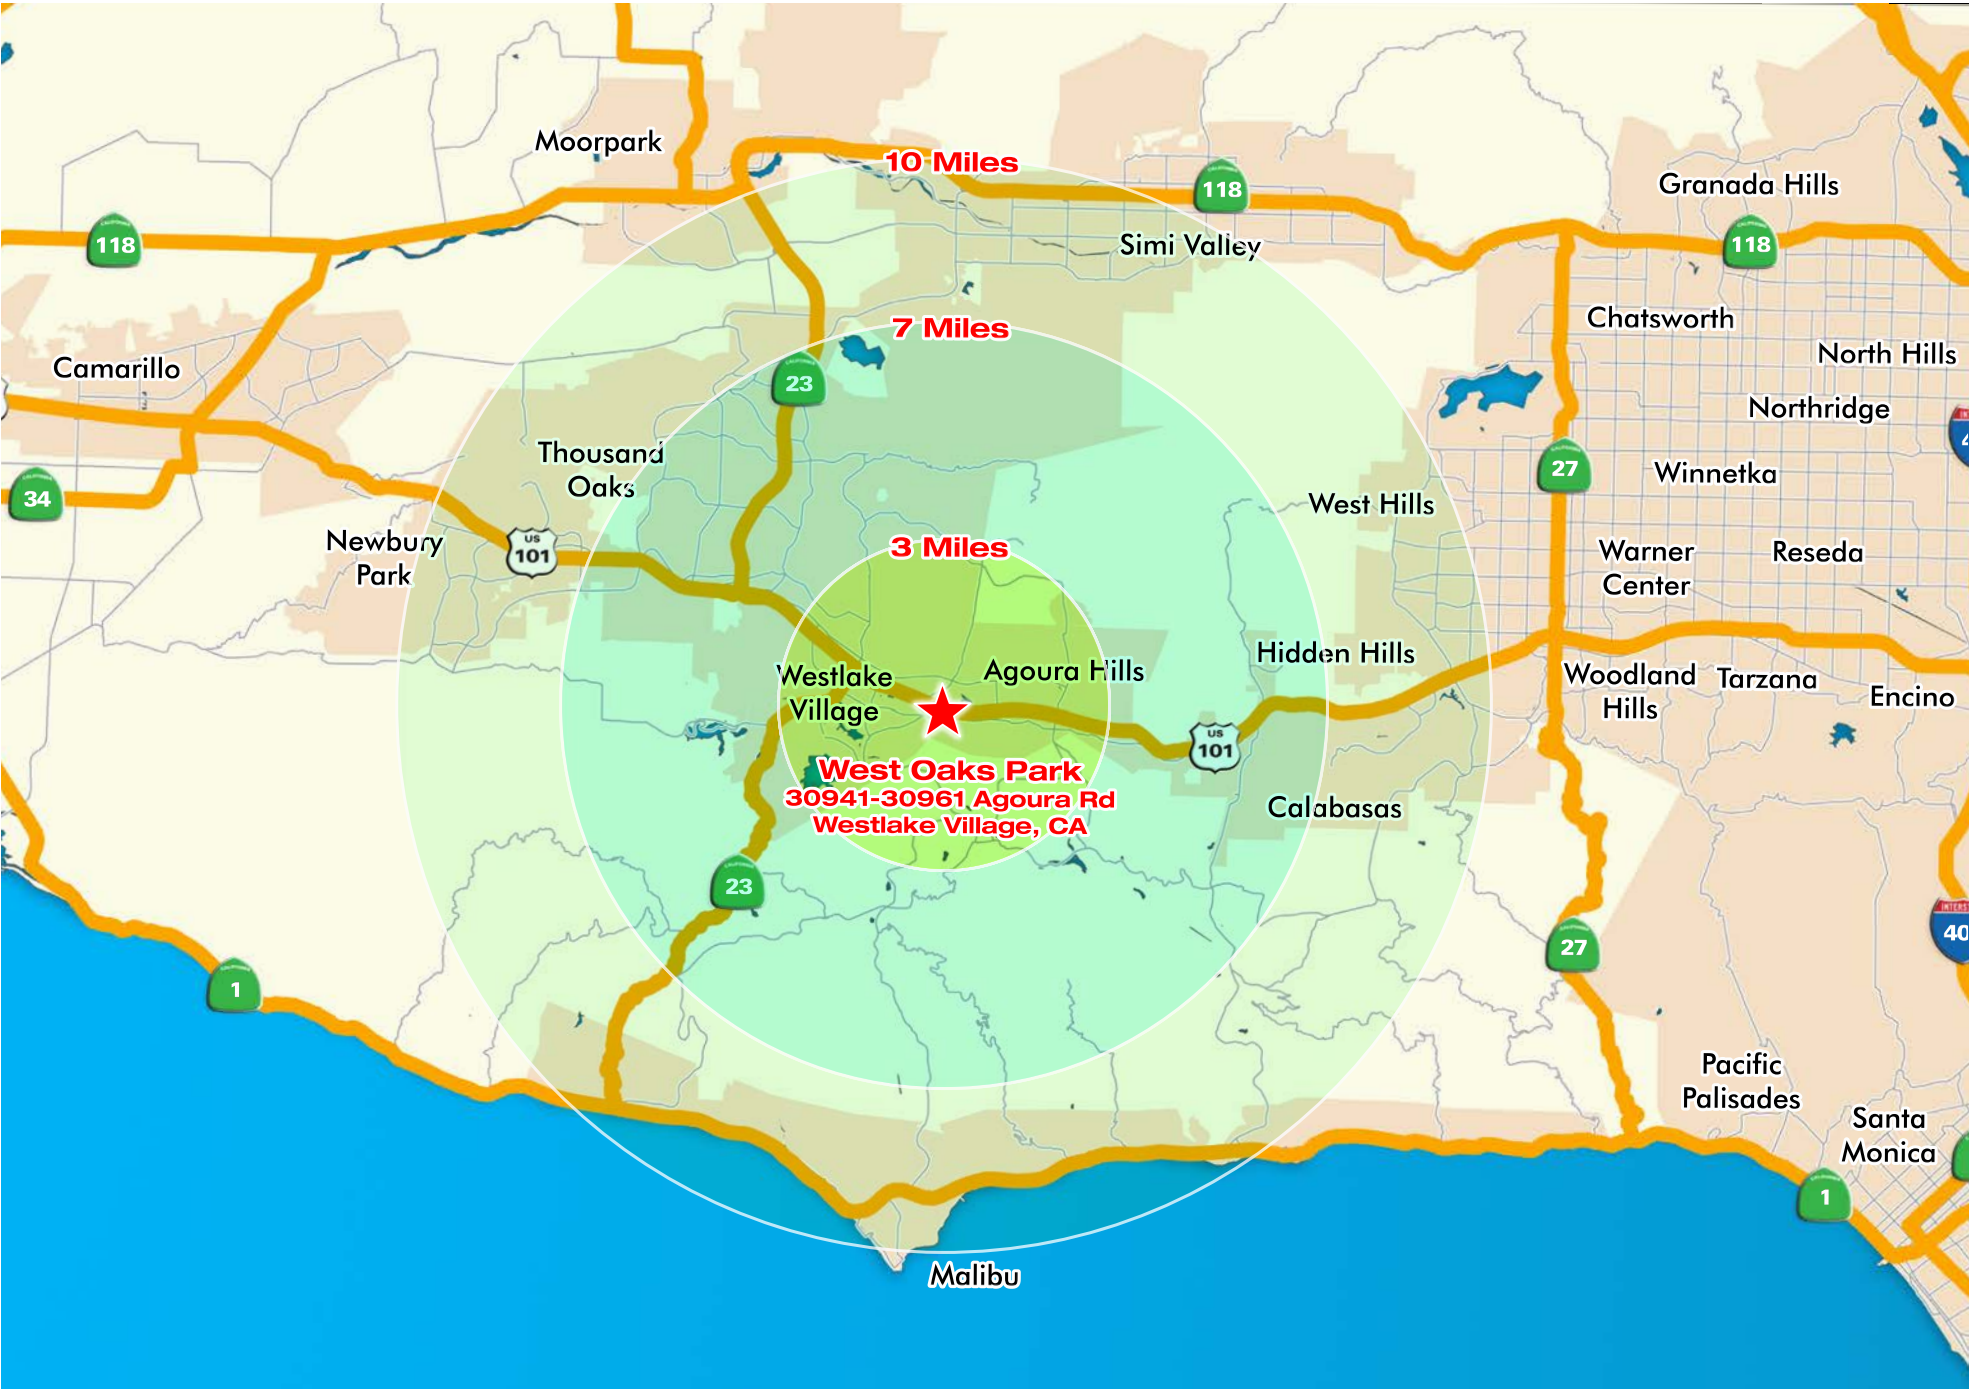 Moorpark
10 Miles
118
Granada Hills
118
118
Simi Valley
Chatsworth
7 Miles
North Hills
Camarillo
23
Northridge
Thousand
Oaks
27
Winnetka
34
West Hills
Newbury
Park
US
101
3 Miles
Warner
Center
Reseda
Hidden Hills
Westlake
Village
Agoura Hills
Woodland
Hills
Tarzana
Encino
US
101
West Oaks Park
30941-30961 Agoura Rd
Westlake Village, CA
Calabasas
23
27
40
1
Pacific
Palisades
Santa
Monica
1
Malibu